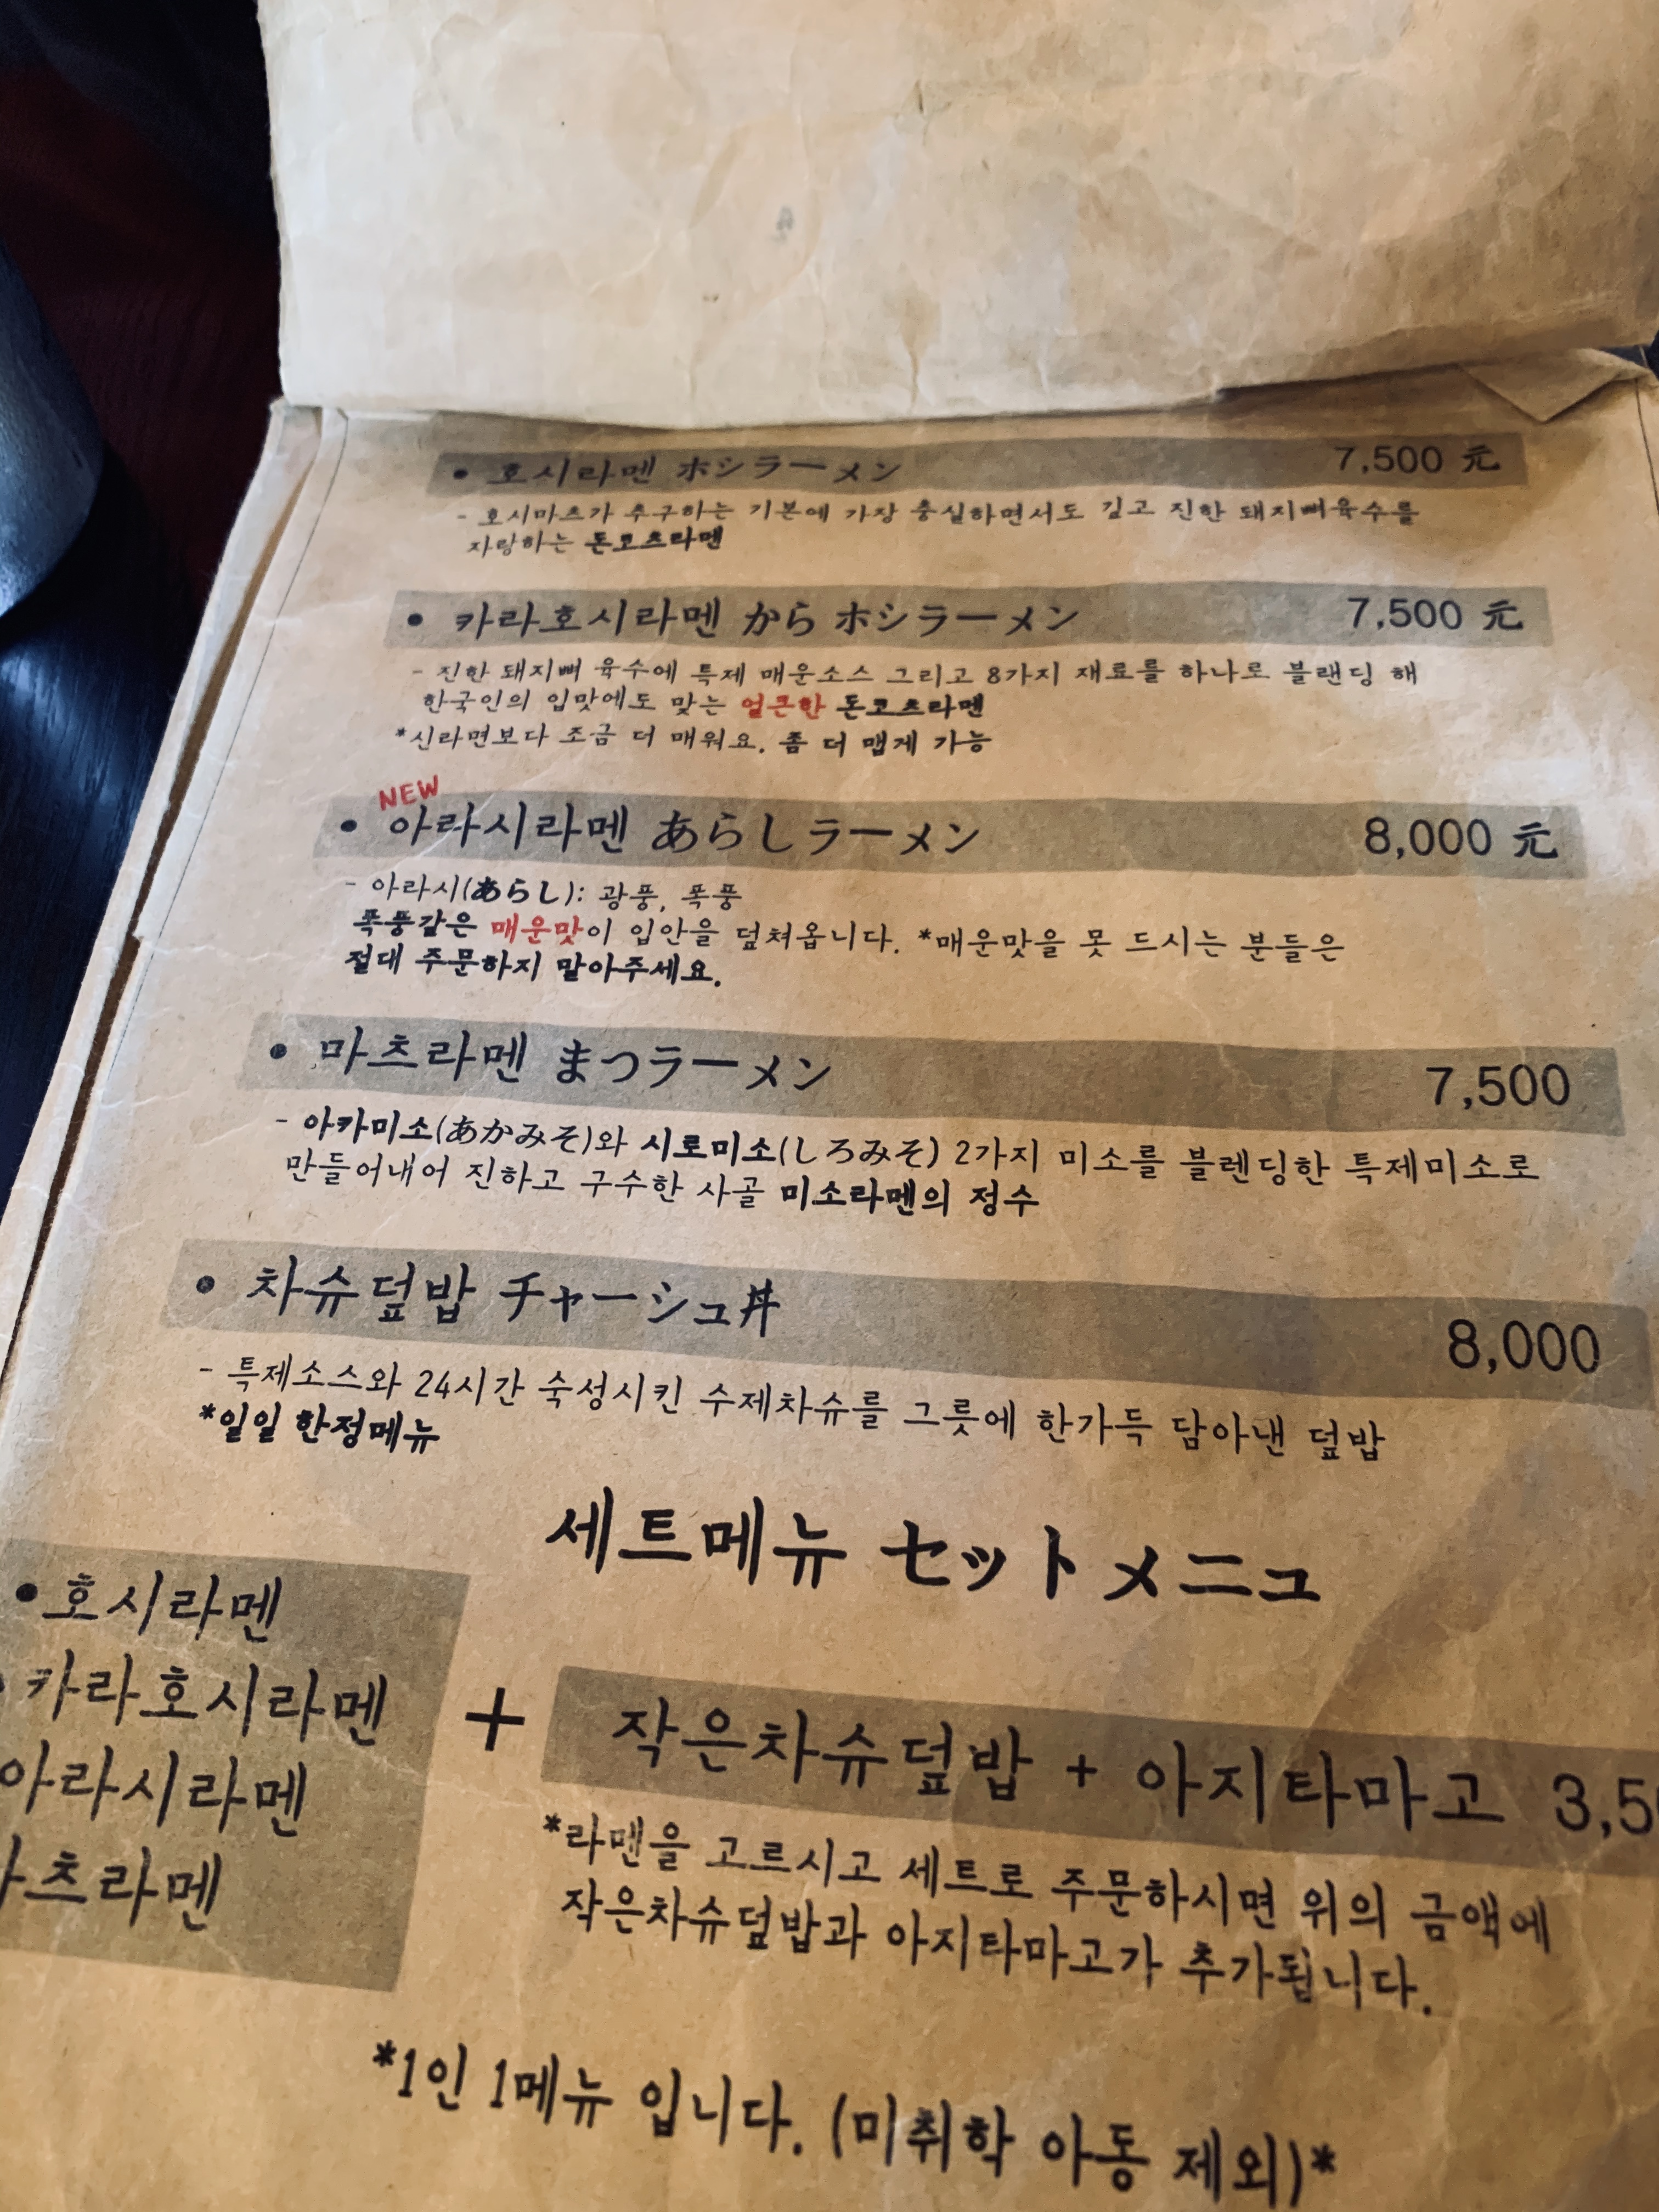 • 호시라멘 ホシラーメン 7,500 元
- 호시마츠가 추구하는 기본에 가장 충실하면서도 깊고 진한 돼지뼈육수를
자랑하는 돈코츠라멘
• 카라호시라멘 からホシラーメン 7,500 元
- 진한 돼지뼈 육수에 특제 매운소스 그리고 8가지 재료를 하나로 블랜딩 해
한국인의 입맛에도 맞는 얼큰한 돈코츠라멘
*신라면보다 조금 더 매워요. 좀 더 맵게 가능
NEW
• 아라시라멘 あらしラーメン 8,000 元
- 아라시(あらし): 광풍, 폭풍
폭풍같은 매운맛이 입안을 덮쳐옵니다. *매운맛을 못 드시는 분들은
절대 주문하지 말아주세요.
• 마츠라멘 まつラーメン 7,500
- 아카미소(あかみそ)와 시로미소(しろみそ) 2가지 미소를 블렌딩한 특제미소로
만들어내어 진하고 구수한 사골 미소라멘의 정수
• 차슈덮밥 チャーシュ丼 8,000
- 특제소스와 24시간 숙성시킨 수제차슈를 그릇에 한가득 담아낸 덮밥
*일일 한정메뉴
세트메뉴 セットメニュ
• 호시라멘
카라호시라멘
아라시라멘
츠라멘
+ 작은차슈덮밥 + 아지타마고 3,5
*라멘을 고르시고 세트로 주문하시면 위의 금액에
작은차슈덮밥과 아지타마고가 추가됩니다.
*1인 1메뉴 입니다. (미취학 아동 제외)*